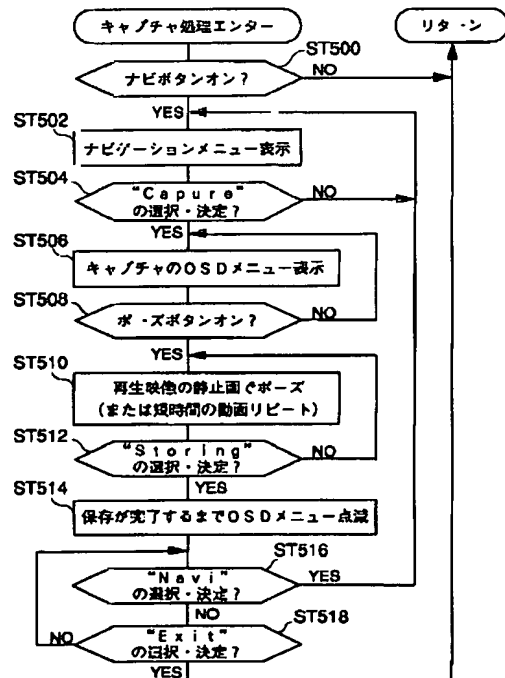 キャプチャ処理エンター
リターン
ST500
ナビボタンオン？
NO
YES
ST502
ナビゲーションメニュー表示
ST504
“Capure”
の選択・決定？
NO
YES
ST506
キャプチャのOSDメニュー表示
ST508
ポーズボタンオン？
NO
YES
ST510
再生映像の静止画でポーズ
(または短時間の動画リピート)
ST512
“Storing”
の選択・決定？
NO
YES
ST514
保存が完了するまでOSDメニュー点滅
ST516
“Navi”
の選択・決定？
YES
NO
ST518
“Exit”
の選択・決定？
NO
YES